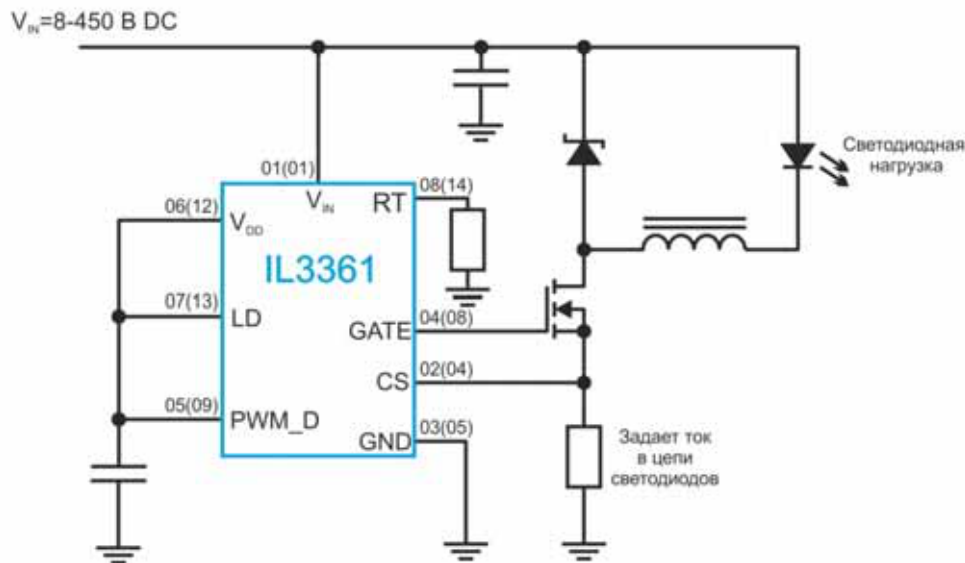 V_IN=8-450 В DC
01(01)
08(14)
06(12)
V_IN
RT
V_DD
IL3361
07(13)
LD
04(08)
GATE
02(04)
CS
05(09)
PWM_D
03(05)
GND
Светодиодная
нагрузка
Задает ток
в цепи
светодиодов